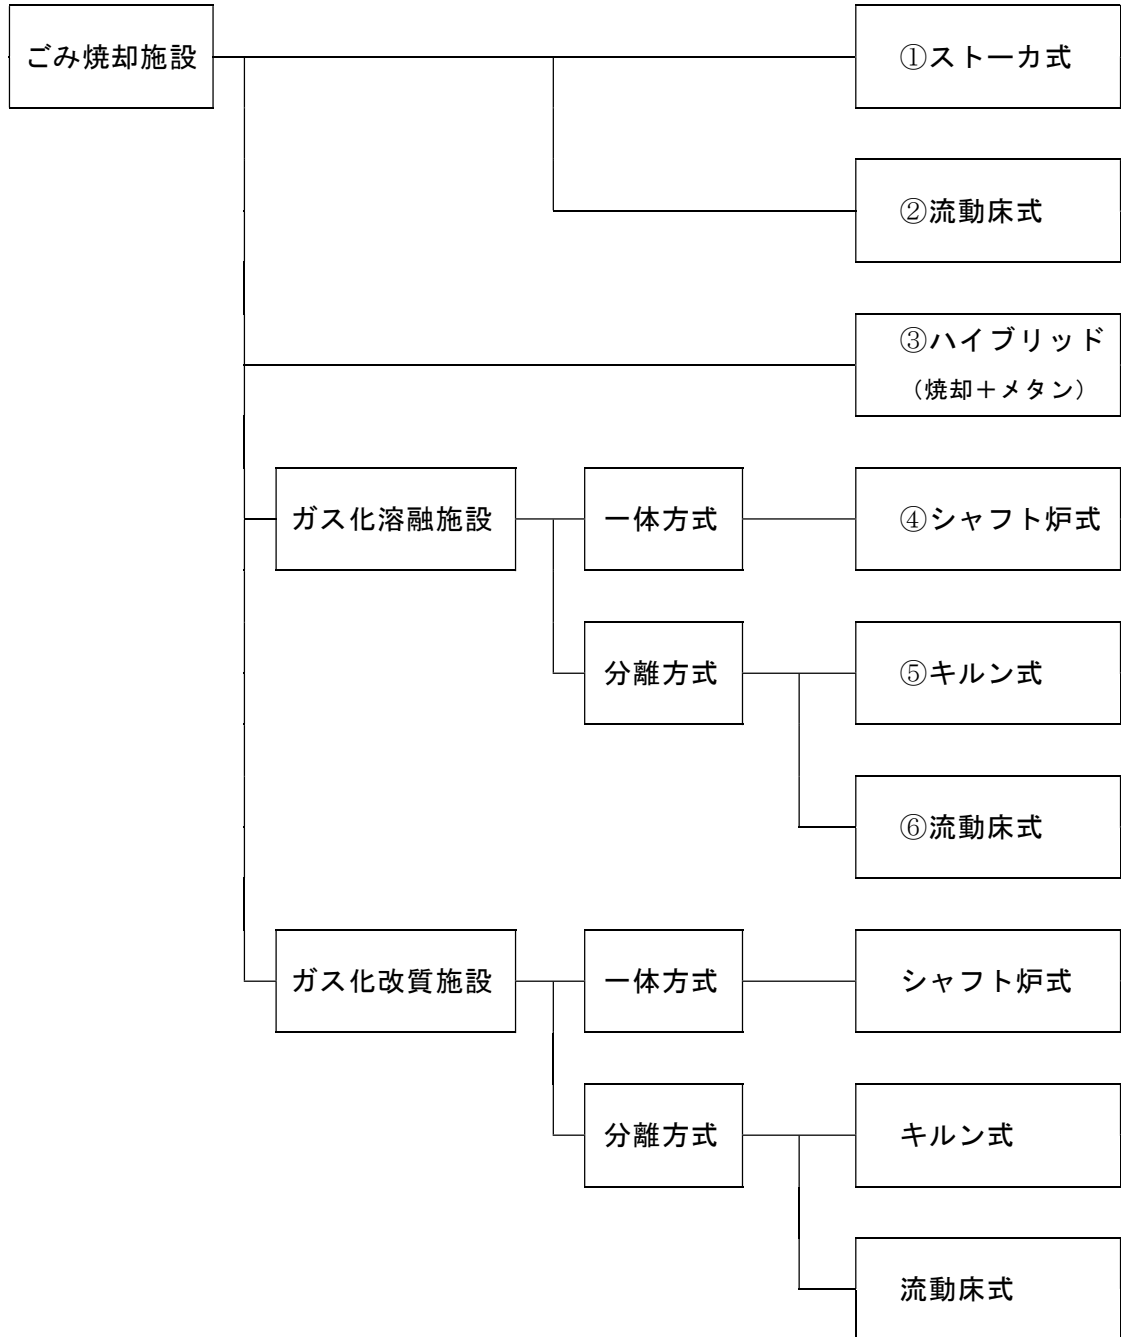 ごみ焼却施設
①ストーカ式
②流動床式
③ハイブリッド
（焼却＋メタン）
ガス化溶融施設
一体方式
④シャフト炉式
分離方式
⑤キルン式
⑥流動床式
ガス化改質施設
一体方式
シャフト炉式
分離方式
キルン式
流動床式